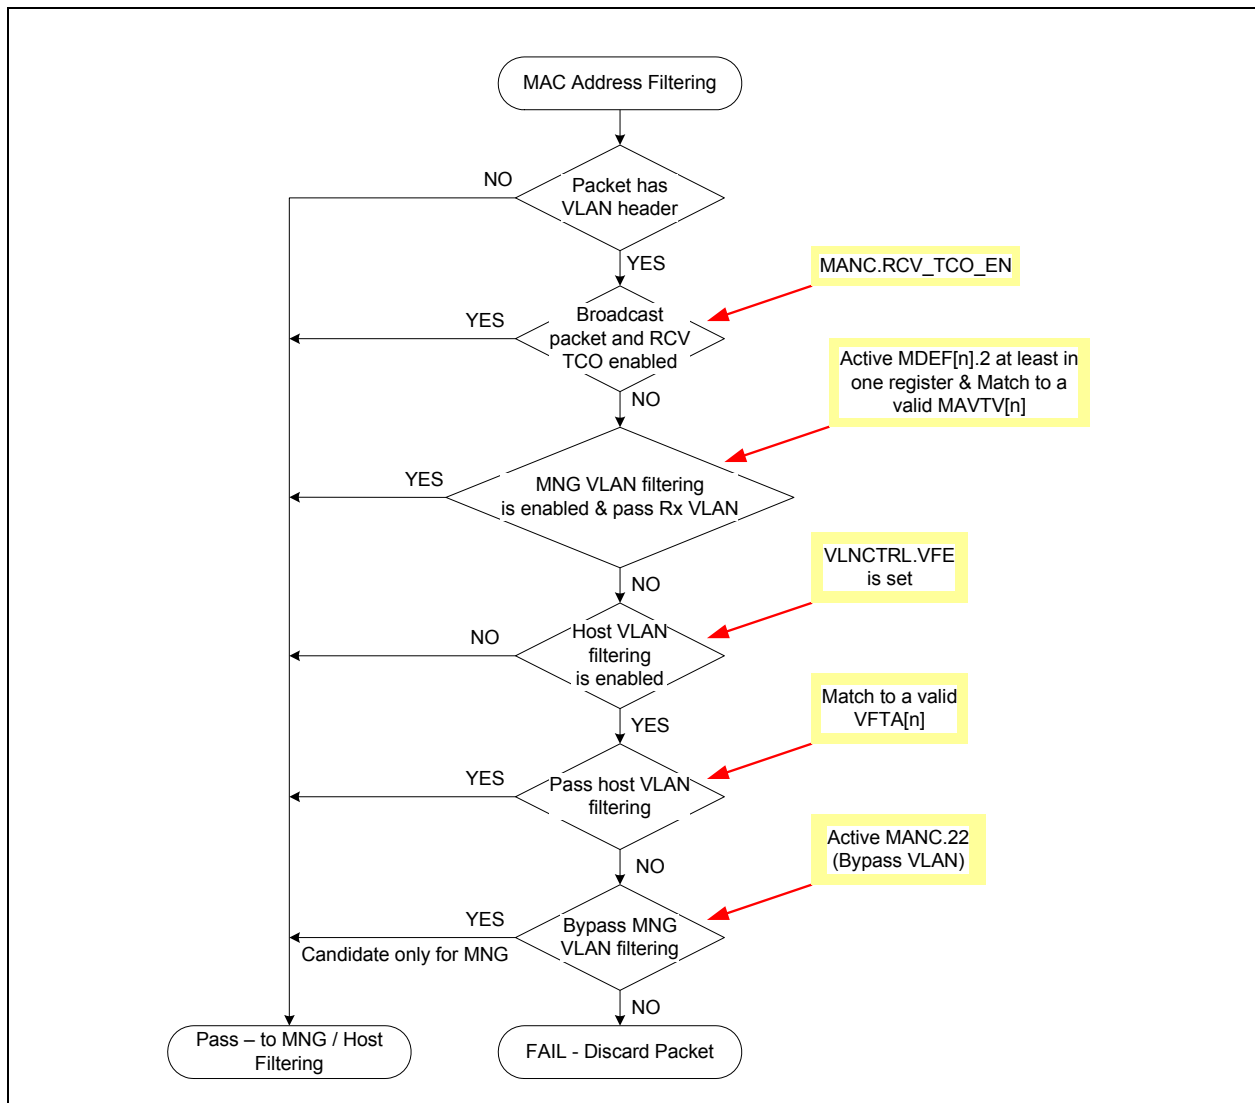 MAC Address Filtering
NO
Packet has
VLAN header
YES
MANC.RCV_TCO_EN
YES
Broadcast
packet and RCV
TCO enabled
NO
Active MDEF[n].2 at least in
one register & Match to a
valid MAVTV[n]
YES
MNG VLAN filtering
is enabled & pass Rx VLAN
NO
VLNCTRL.VFE
is set
NO
Host VLAN
filtering
is enabled
YES
Match to a valid
VFTA[n]
YES
Pass host VLAN
filtering
NO
Active MANC.22
(Bypass VLAN)
YES
Bypass MNG
VLAN filtering
Candidate only for MNG
NO
Pass – to MNG / Host
Filtering
FAIL - Discard Packet